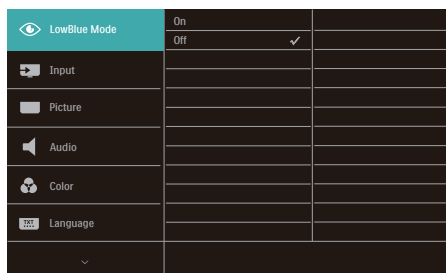 LowBlue Mode
On
Off
Input
Picture
Audio
Color
TXT
Language